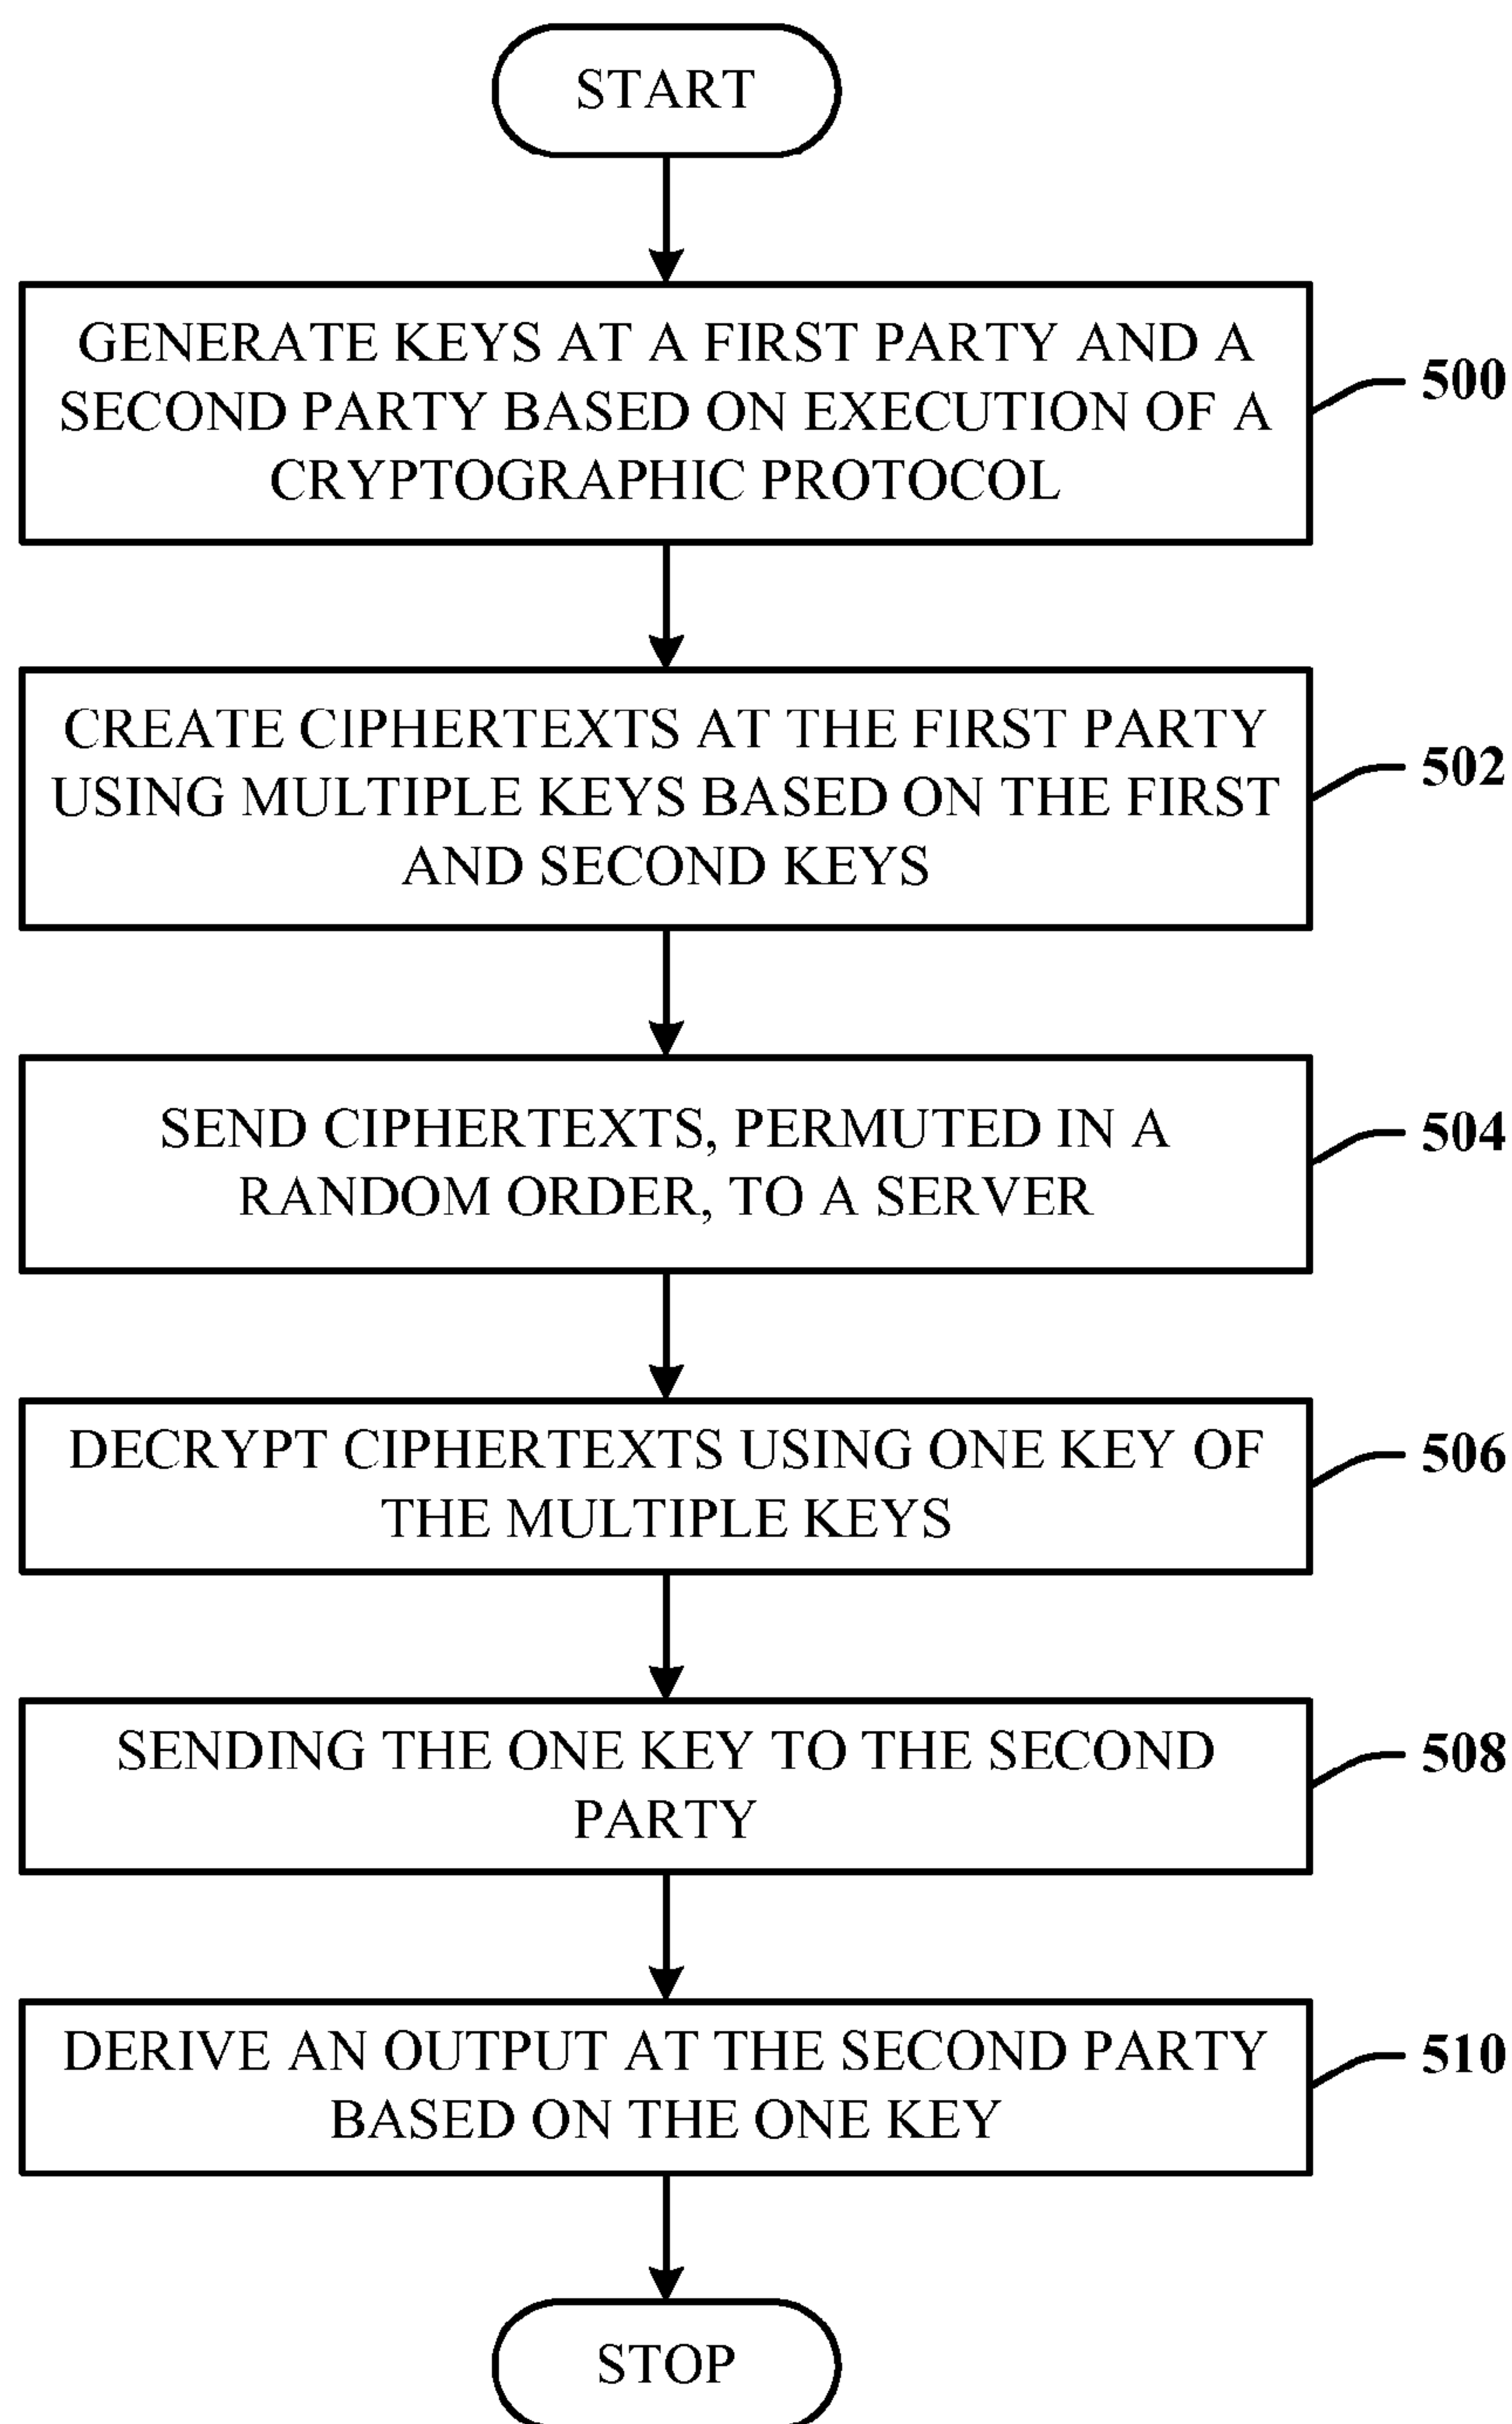 START
GENERATE KEYS AT A FIRST PARTY AND A
SECOND PARTY BASED ON EXECUTION OF A
CRYPTOGRAPHIC PROTOCOL
500
CREATE CIPHERTEXTS AT THE FIRST PARTY
USING MULTIPLE KEYS BASED ON THE FIRST
AND SECOND KEYS
502
SEND CIPHERTEXTS, PERMUTED IN A
RANDOM ORDER, TO A SERVER
504
DECRYPT CIPHERTEXTS USING ONE KEY OF
THE MULTIPLE KEYS
506
SENDING THE ONE KEY TO THE SECOND
PARTY
508
DERIVE AN OUTPUT AT THE SECOND PARTY
BASED ON THE ONE KEY
510
STOP